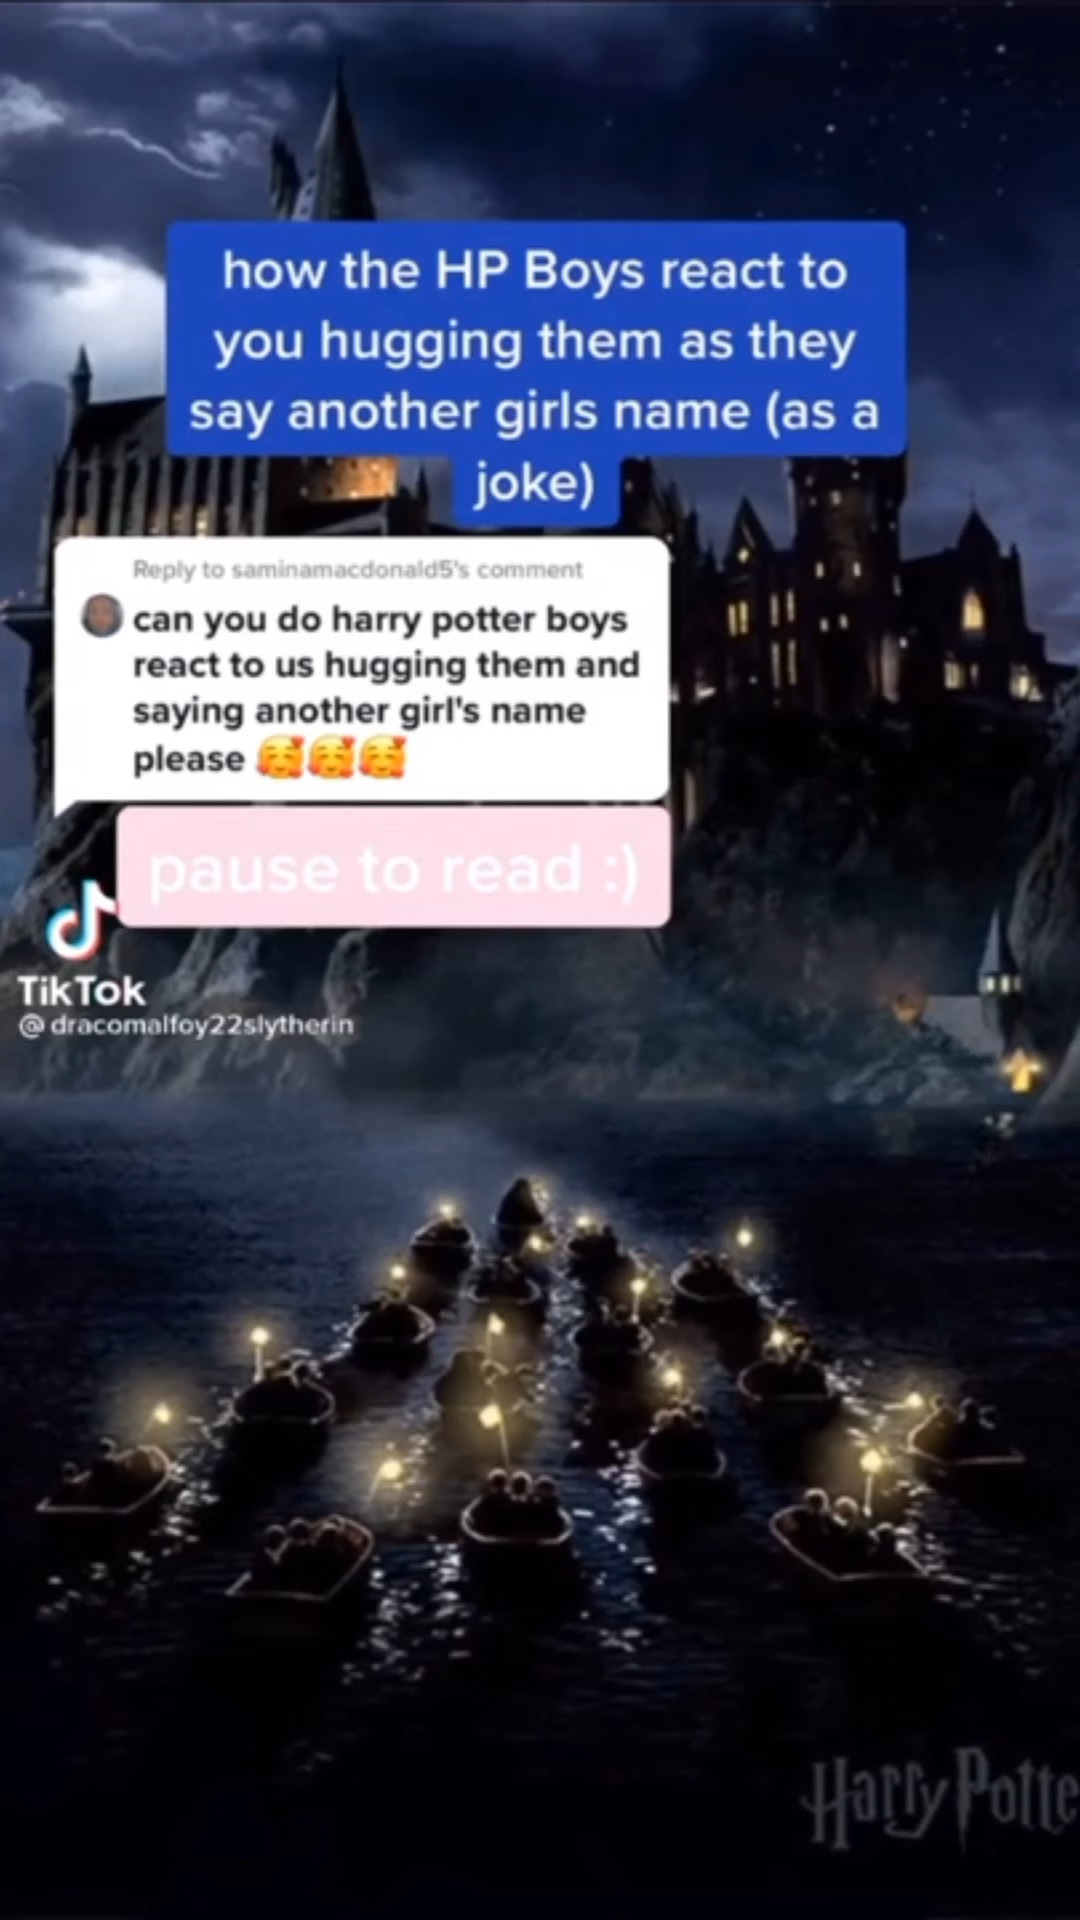 how the HP Boys react to
you hugging them as they
say another girls name (as a
joke)
Reply to saminamacdonald5's comment
can you do harry potter boys
react to us hugging them and
saying another girl's name
please 🥰🥰🥰
pause to read :)
TikTok
@dracomalfoy22slytherin
Harry Potte